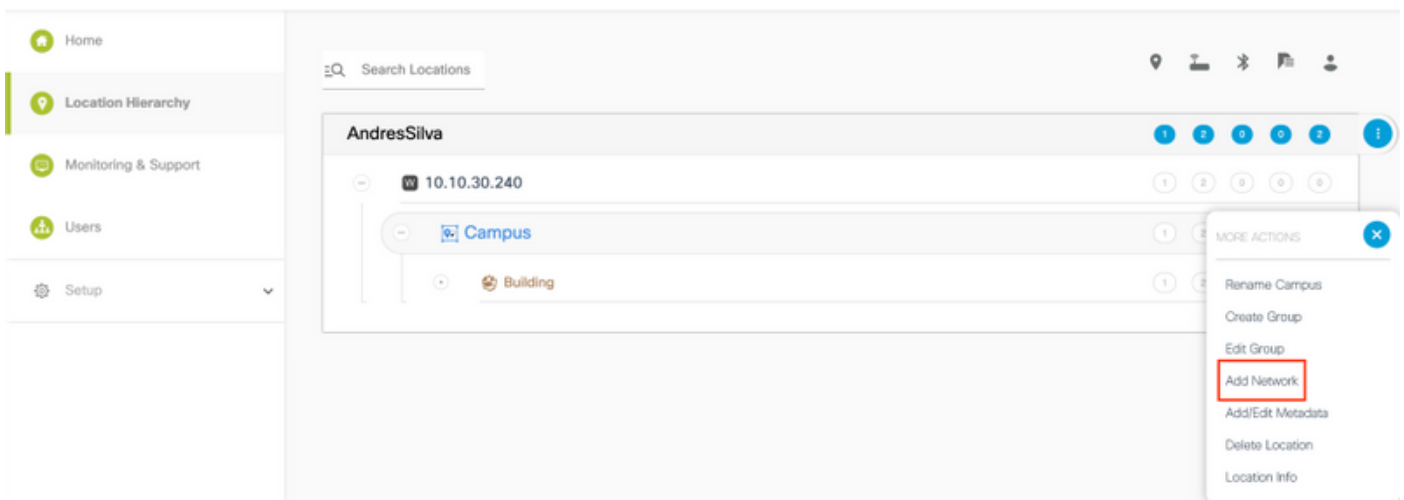 Home
Search Locations
Location Hierarchy
AndresSilva
1 2 0 0 2
Monitoring & Support
W 10.10.30.240
1 2 0 0 0
Users
Campus
1 2
MORE ACTIONS
Setup
Building
1 2
Rename Campus
Create Group
Edit Group
Add Network
Add/Edit Metadata
Delete Location
Location Info